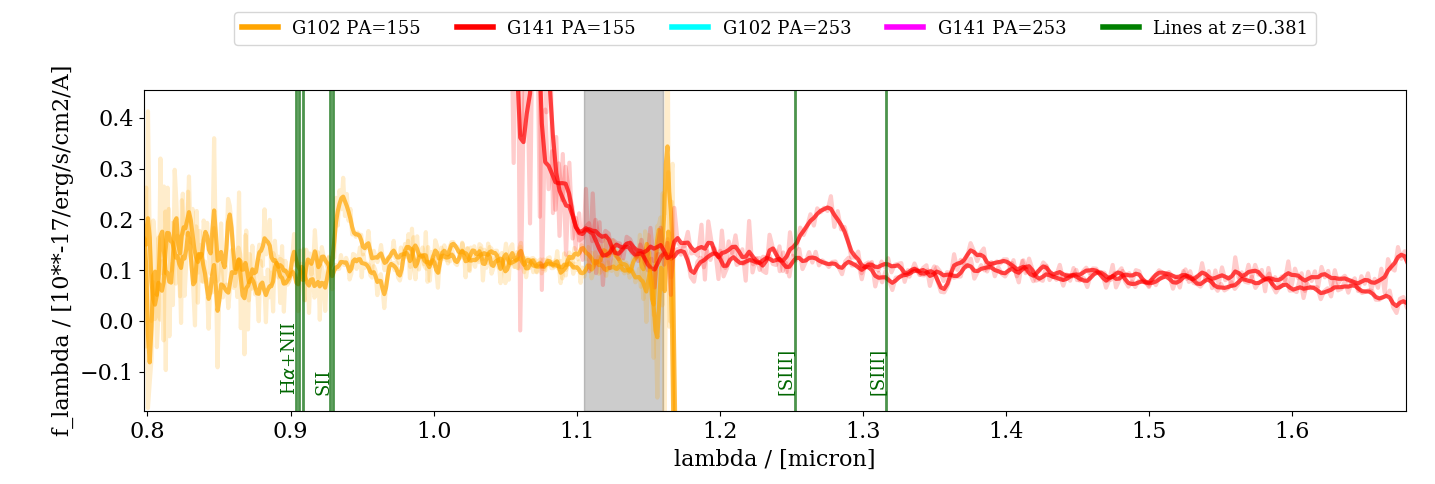 G102 PA=155
G141 PA=155
G102 PA=253
G141 PA=253
Lines at z=0.381
f_lambda / [10**-17/erg/s/cm2/A]
0.4
0.3
0.2
0.1
0.0
−0.1
Hα+NII
SII
[SIII]
[SIII]
0.8
0.9
1.0
1.1
1.2
1.3
1.4
1.5
1.6
lambda / [micron]